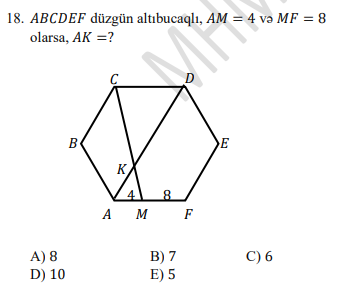 18. ABCDEF düzgün altıbucaqlı, AM = 4 və MF = 8
olarsa, AK =?
C D
B E
K
4 8
A M F
A) 8 B) 7 C) 6
D) 10 E) 5